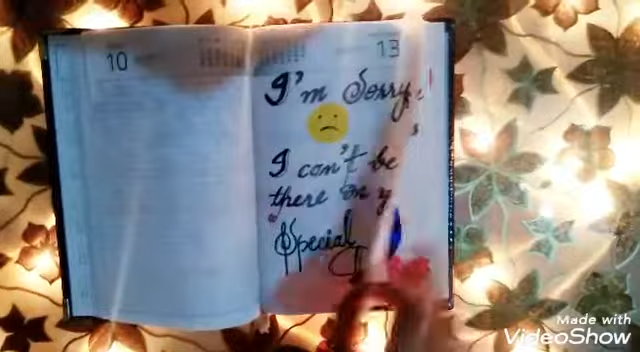 10
13
I'm Sorry
I can't be
there on
Special
Made with
VideoShow